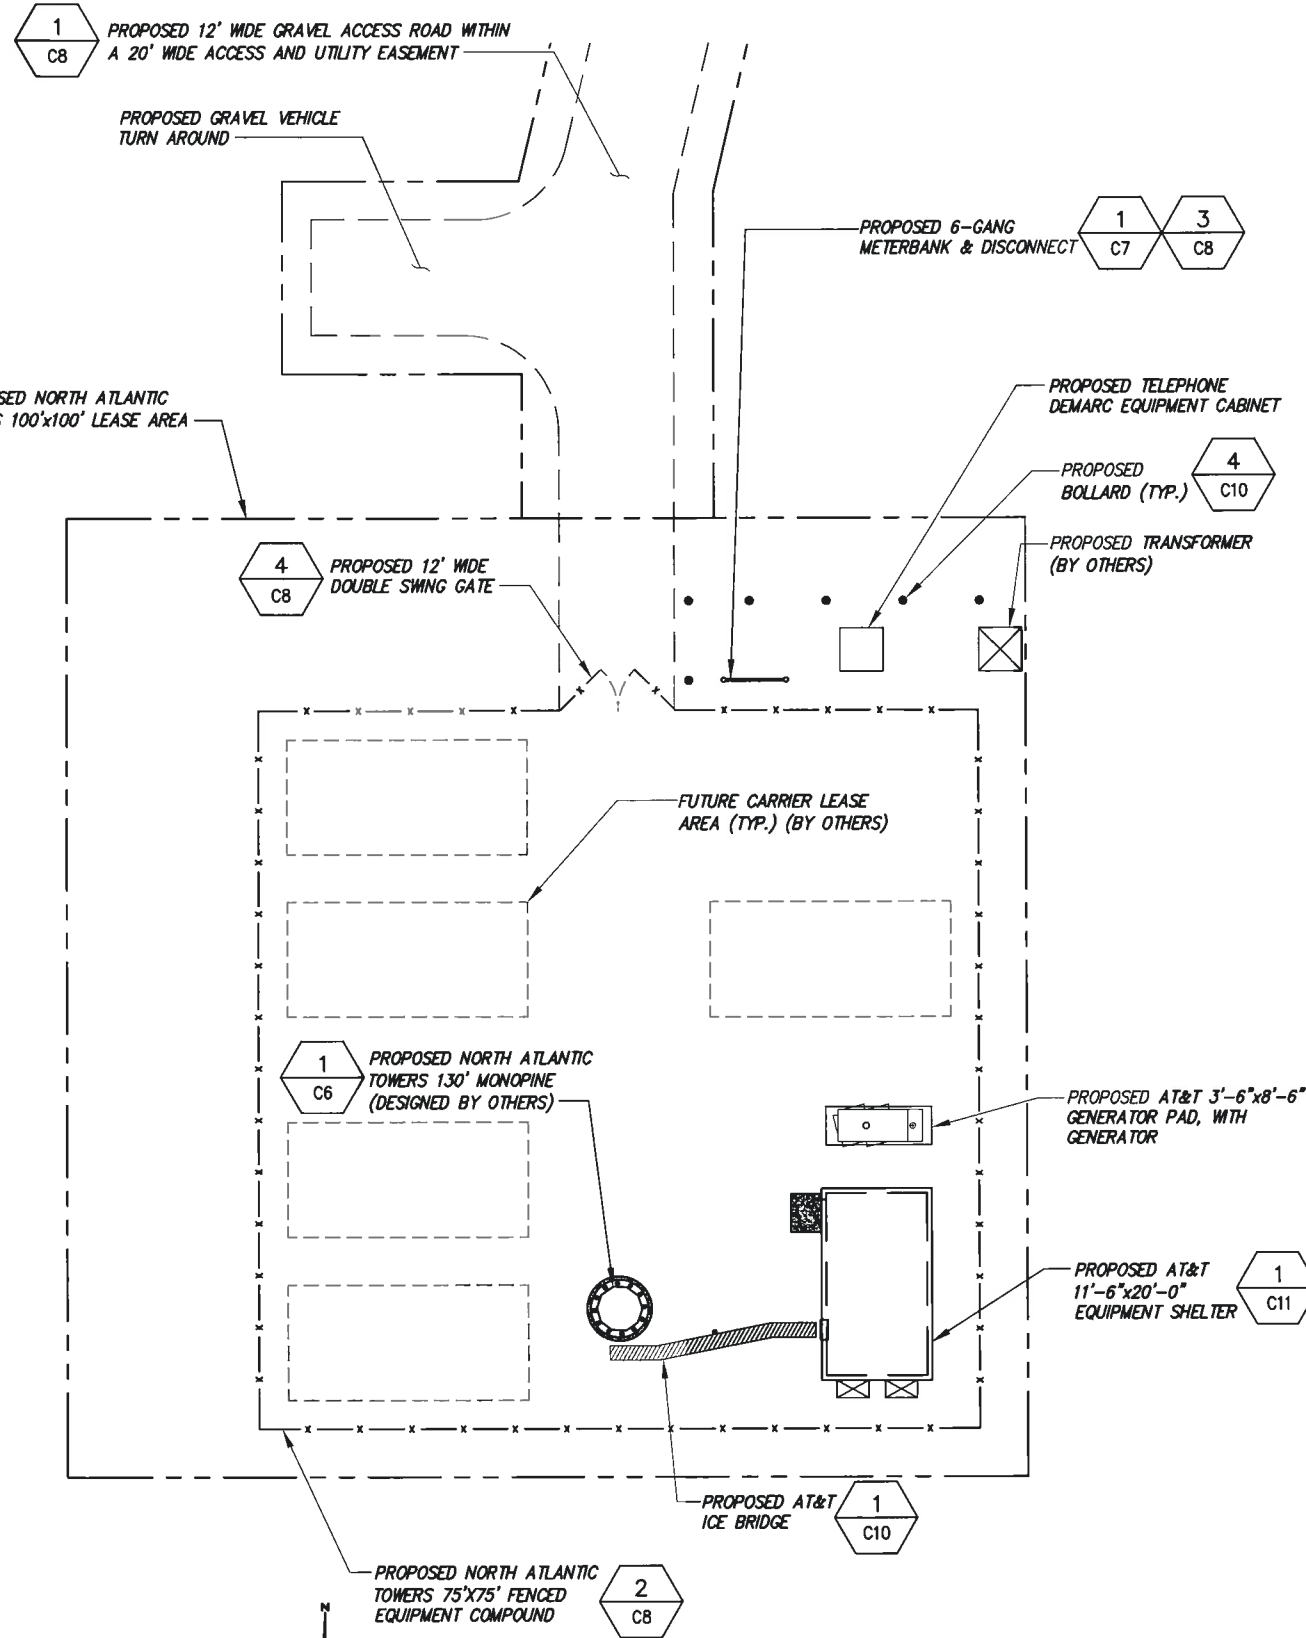 1
C8
PROPOSED 12' WIDE GRAVEL ACCESS ROAD WITHIN
A 20' WIDE ACCESS AND UTILITY EASEMENT
PROPOSED GRAVEL VEHICLE
TURN AROUND
PROPOSED 6-GANG
METERBANK & DISCONNECT
1
C7
3
C8
NORTH ATLANTIC
100'x100' LEASE AREA
PROPOSED TELEPHONE
DEMARC EQUIPMENT CABINET
PROPOSED
BOLLARD (TYP.)
4
C10
PROPOSED TRANSFORMER
(BY OTHERS)
4
C8
PROPOSED 12' WIDE
DOUBLE SWING GATE
FUTURE CARRIER LEASE
AREA (TYP.) (BY OTHERS)
1
C6
PROPOSED NORTH ATLANTIC
TOWERS 130' MONOPINE
(DESIGNED BY OTHERS)
PROPOSED AT&T 3'-6"x8'-6"
GENERATOR PAD, WITH
GENERATOR
PROPOSED AT&T
11'-6"x20'-0"
EQUIPMENT SHELTER
1
C11
PROPOSED AT&T
ICE BRIDGE
1
C10
PROPOSED NORTH ATLANTIC
TOWERS 75'X75' FENCED
EQUIPMENT COMPOUND
2
C8
N